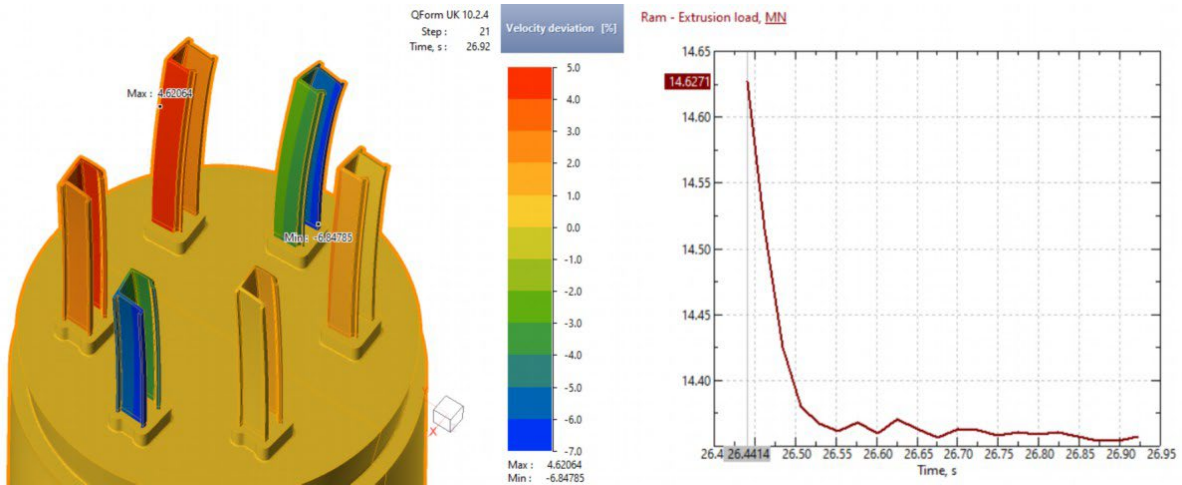 QForm UK 10.2.4
Step : 21
Time, s : 26.92
Velocity deviation [%]
Max : 4.62064
Min : -6.84785
5.0
4.0
3.0
2.0
1.0
0.0
-1.0
-2.0
-3.0
-4.0
-5.0
-6.0
-7.0
Max : 4.62064
Min : -6.84785
X
Ram - Extrusion load, MN
14.65
14.6271
14.60
14.55
14.50
14.45
14.40
26.4 26.4414 26.50 26.55 26.60 26.65 26.70 26.75 26.80 26.85 26.90 26.95
Time, s